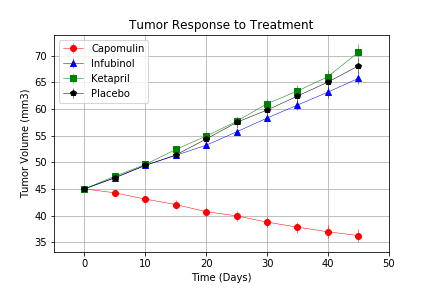 Tumor Response to Treatment
Capomulin
Infubinol
Ketapril
Placebo
Tumor Volume (mm3)
70
65
60
55
50
45
40
35
0 10 20 30 40 50
Time (Days)